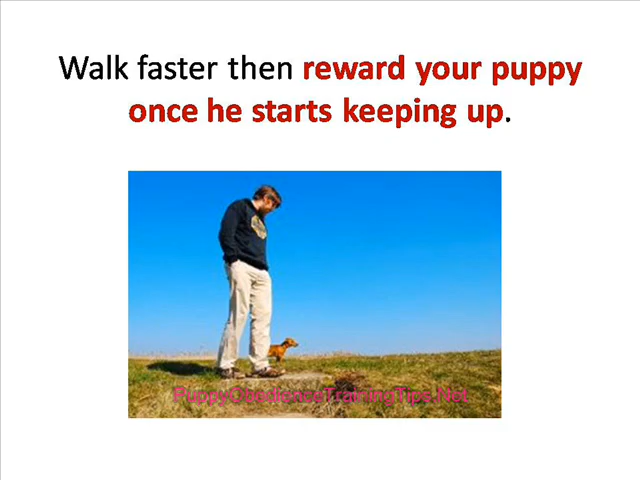 Walk faster then reward your puppy
once he starts keeping up.
PuppyObedienceTrainingTips.Net